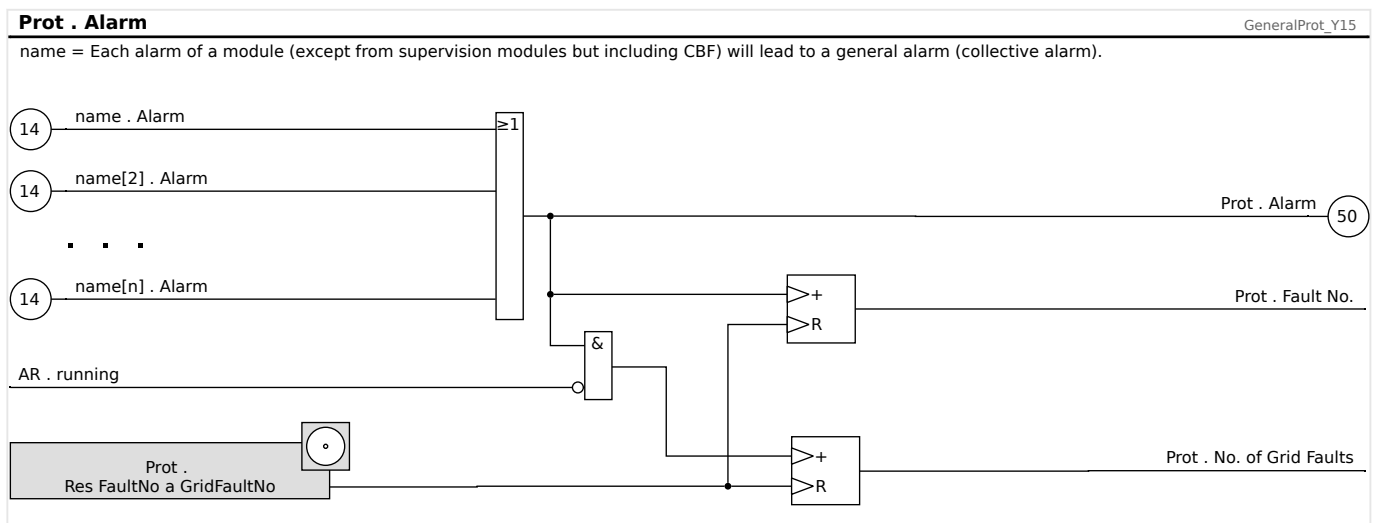 Prot . Alarm
GeneralProt_Y15
name = Each alarm of a module (except from supervision modules but including CBF) will lead to a general alarm (collective alarm).
14
name . Alarm
≥1
14
name[2] . Alarm
Prot . Alarm
50
14
name[n] . Alarm
+
Prot . Fault No.
R
&
AR . running
Prot .
Res FaultNo a GridFaultNo
+
Prot . No. of Grid Faults
R